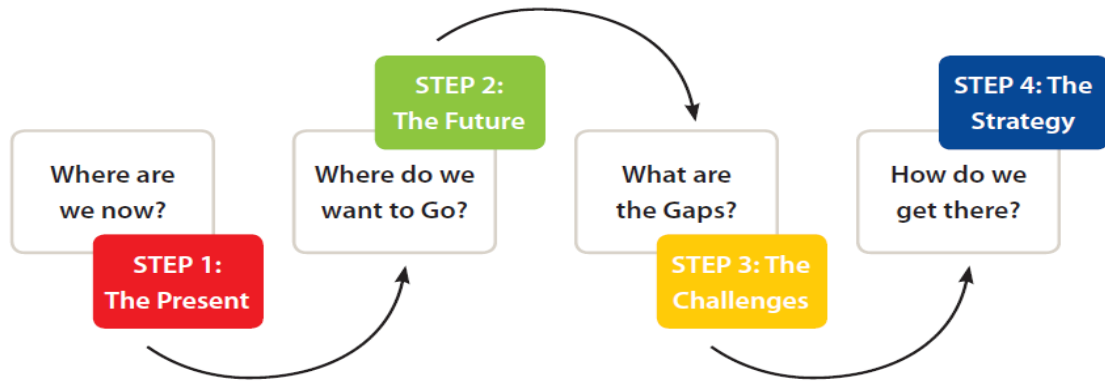 Where are
we now?
STEP 1:
The Present
STEP 2:
The Future
Where do we
want to Go?
What are
the Gaps?
STEP 3: The
Challenges
STEP 4: The
Strategy
How do we
get there?